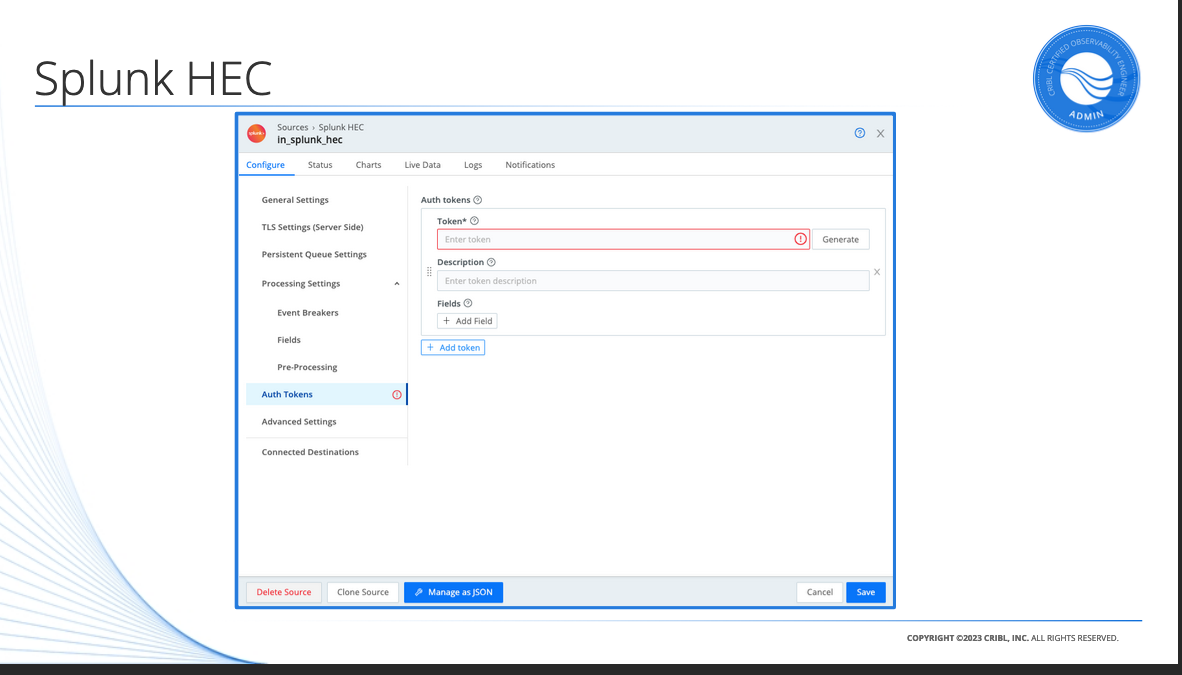 Splunk HEC
CRIBL CERTIFIED OBSERVABILITY ENGINEER
ADMIN
splunk>
Sources › Splunk HEC
in_splunk_hec
Configure Status Charts Live Data Logs Notifications
General Settings
TLS Settings (Server Side)
Persistent Queue Settings
Processing Settings
Event Breakers
Fields
Pre-Processing
Auth Tokens
Advanced Settings
Connected Destinations
Auth tokens
Token*
Enter token
Generate
Description
Enter token description
X
Fields
+ Add Field
+ Add token
Delete Source Clone Source Manage as JSON Cancel Save
COPYRIGHT ©2023 CRIBL, INC. ALL RIGHTS RESERVED.